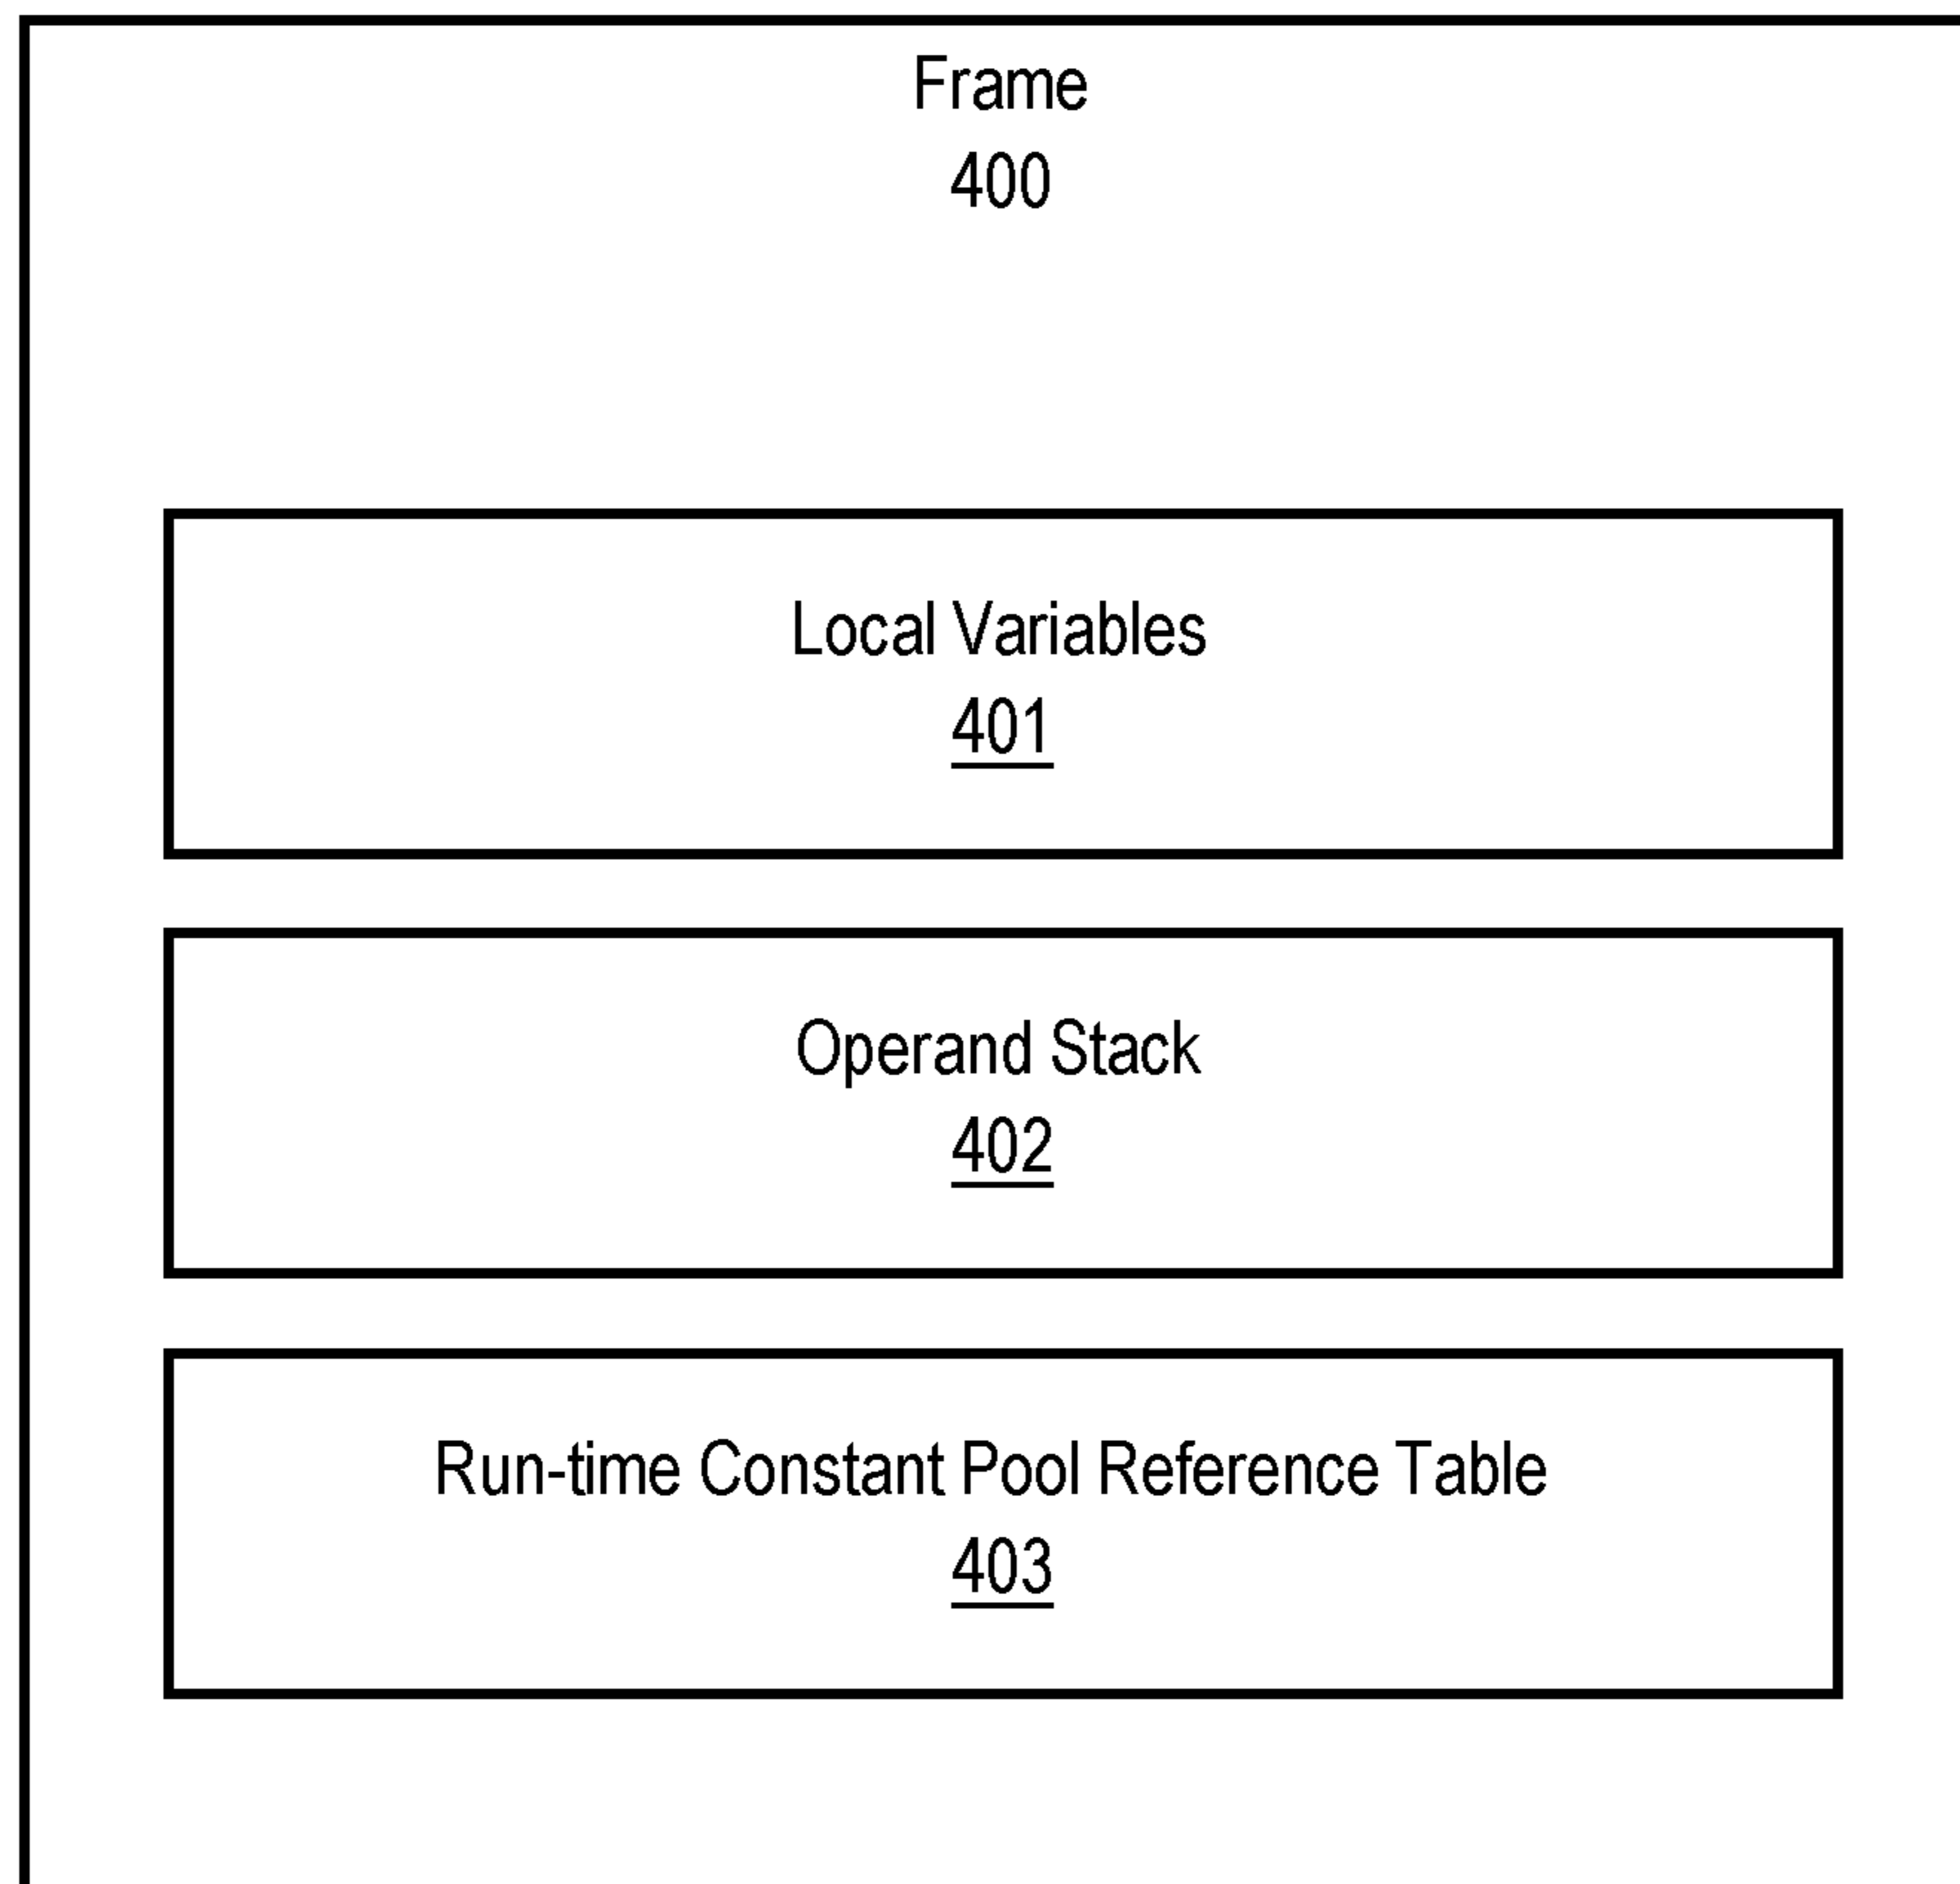 Frame
400
Local Variables
401
Operand Stack
402
Run-time Constant Pool Reference Table
403